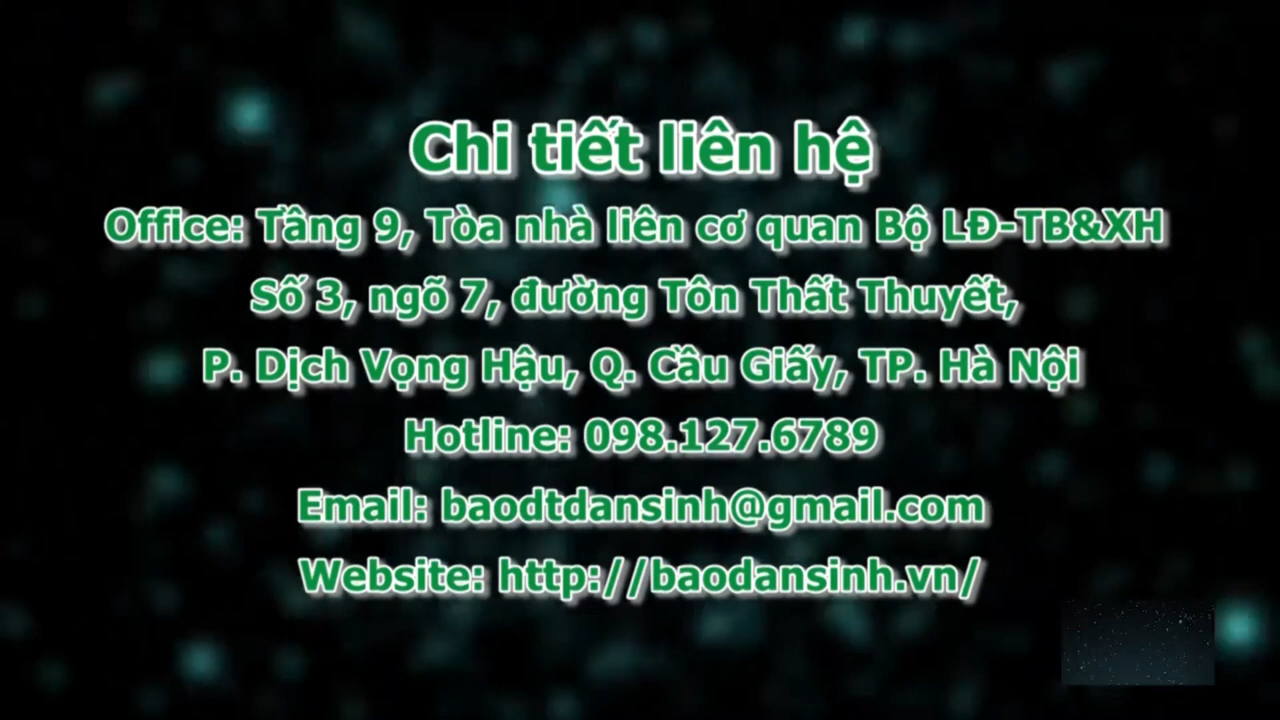 Chi tiết liên hệ
Office: Tầng 9, Tòa nhà liên cơ quan Bộ LĐ-TB&XH
Số 3, ngõ 7, đường Tôn Thất Thuyết,
P. Dịch Vọng Hậu, Q. Cầu Giấy, TP. Hà Nội
Hotline: 098.127.6789
Email: baodtdansinh@gmail.com
Website: http://baodansinh.vn/